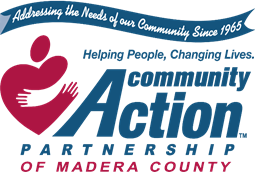 Addressing the Needs of our Community Since 1965
Helping People, Changing Lives.
community
Action
TM
PARTNERSHIP
OF MADERA COUNTY